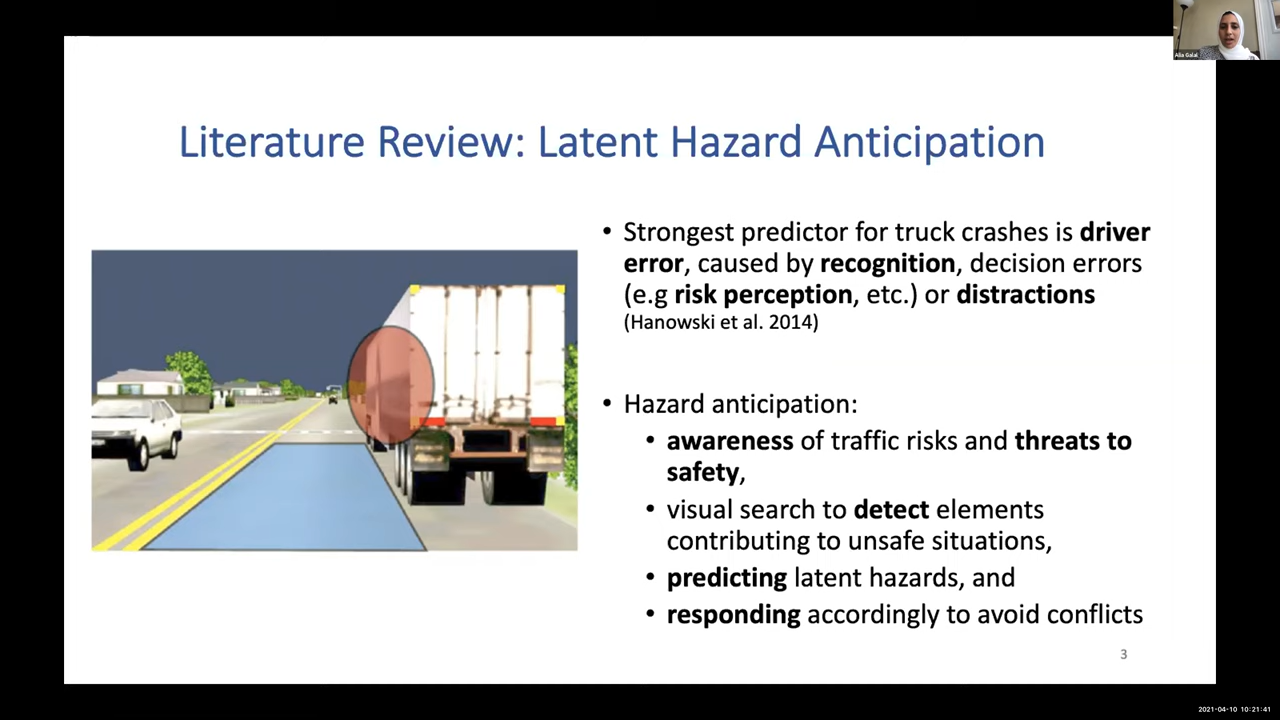 Alia Galal
Literature Review: Latent Hazard Anticipation
• Strongest predictor for truck crashes is driver
error, caused by recognition, decision errors
(e.g risk perception, etc.) or distractions
(Hanowski et al. 2014)
• Hazard anticipation:
• awareness of traffic risks and threats to
safety,
• visual search to detect elements
contributing to unsafe situations,
• predicting latent hazards, and
• responding accordingly to avoid conflicts
3
2021-04-10 10:21:41